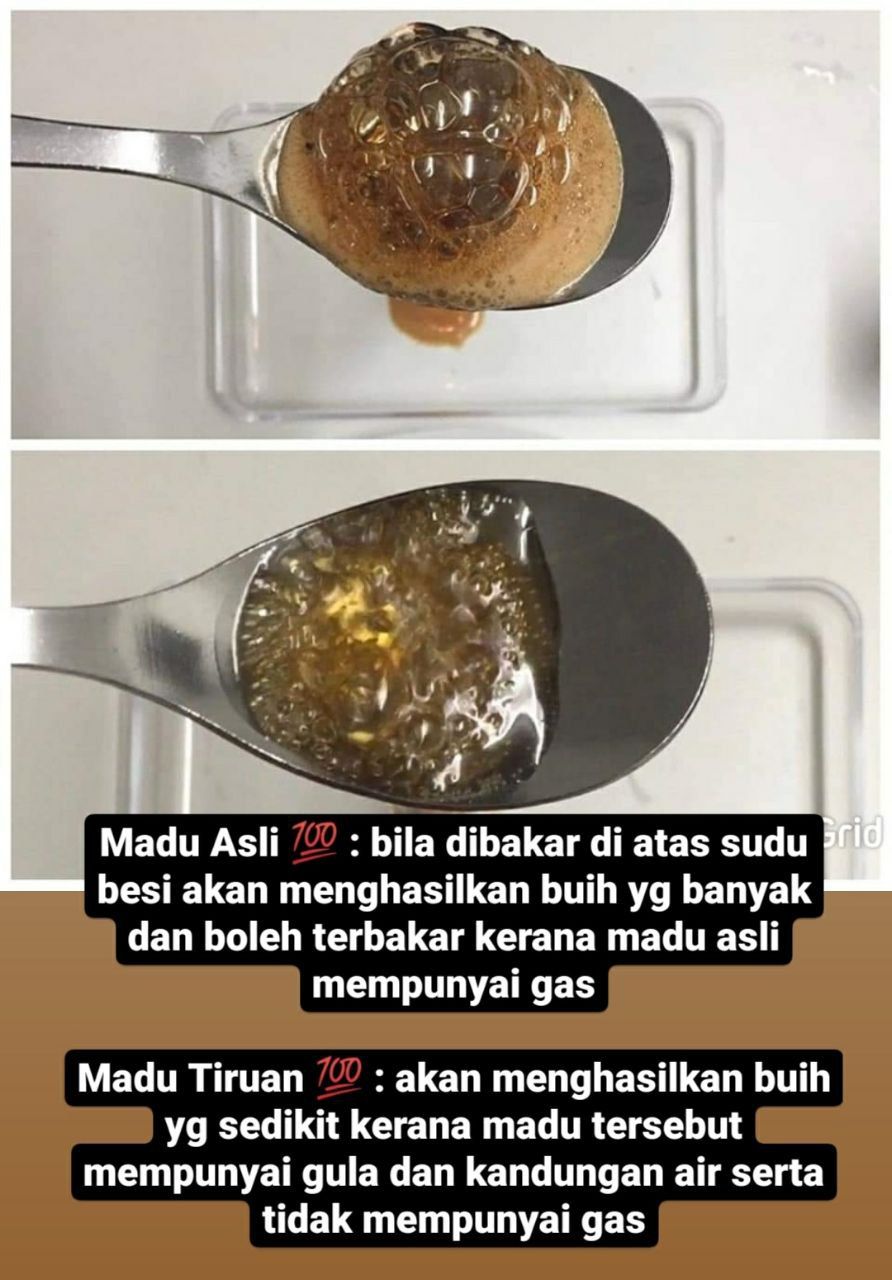 Grid
Madu Asli 💯 : bila dibakar di atas sudu
besi akan menghasilkan buih yg banyak
dan boleh terbakar kerana madu asli
mempunyai gas
Madu Tiruan 💯 : akan menghasilkan buih
yg sedikit kerana madu tersebut
mempunyai gula dan kandungan air serta
tidak mempunyai gas